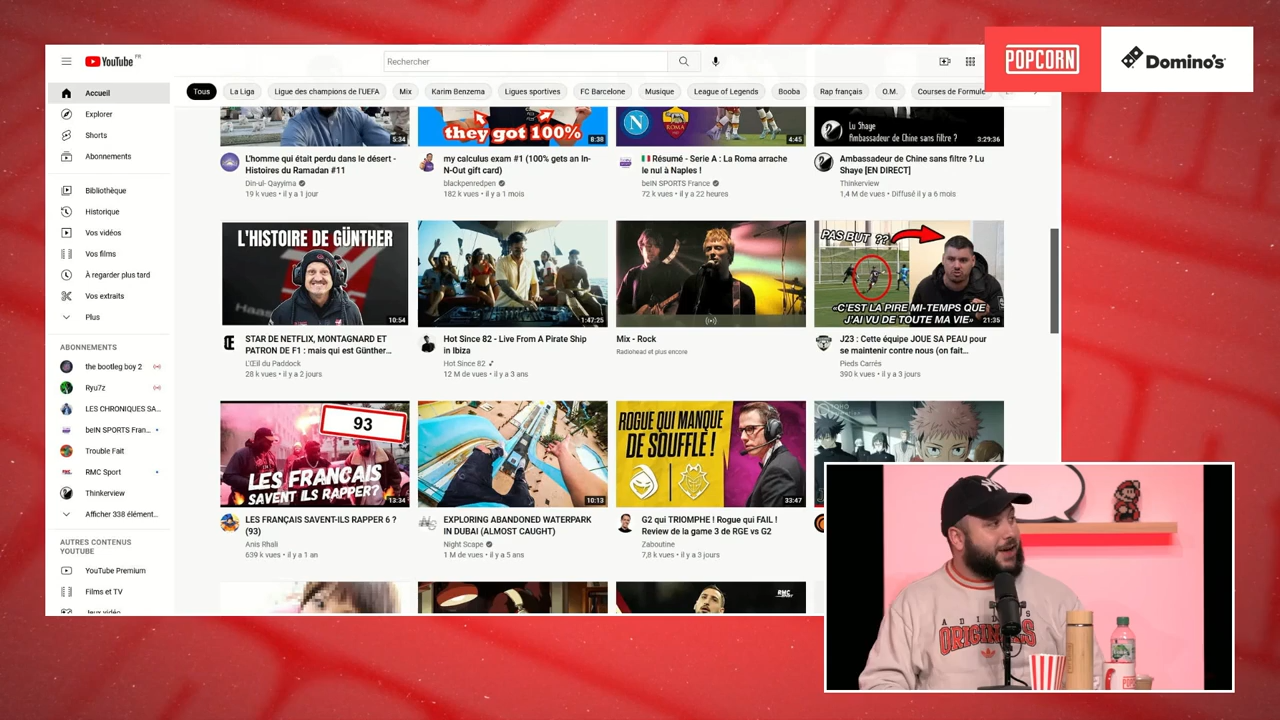 YouTube FR
Rechercher
POPCORN
Domino's
Accueil
Explorer
Shorts
Abonnements
Bibliothèque
Historique
Vos vidéos
Vos films
À regarder plus tard
Vos extraits
Plus
ABONNEMENTS
the bootleg boy 2
Ryu7z
LES CHRONIQUES SA...
beIN SPORTS Fran...
Trouble Fait
RMC Sport
Thinkerview
Afficher 338 élément...
AUTRES CONTENUS
YOUTUBE
YouTube Premium
Films et TV
Jeux vidéo
Tous
La Liga
Ligue des champions de l'UEFA
Mix
Karim Benzema
Ligues sportives
FC Barcelone
Musique
League of Legends
Booba
Rap français
O.M.
Courses de Formule
5:34
they got 100%
8:38
N
ROMA
4:45
Lu Shaye
Ambassadeur de Chine sans filtre ?
3:29:36
L'homme qui était perdu dans le désert -
Histoires du Ramadan #11
Din-ul- Qayyima
19 k vues • il y a 1 jour
my calculus exam #1 (100% gets an In-
N-Out gift card)
blackpenredpen
182 k vues • il y a 1 mois
Résumé - Serie A : La Roma arrache
le nul à Naples !
beIN SPORTS France
72 k vues • il y a 22 heures
Ambassadeur de Chine sans filtre ? Lu
Shaye [EN DIRECT]
Thinkerview
1,4 M de vues • Diffusé il y a 6 mois
L'HISTOIRE DE GÜNTHER
Haas
10:54
1:47:25
PAS BUT ??
«C'EST LA PIRE MI-TEMPS QUE
J'AI VU DE TOUTE MA VIE»
21:35
STAR DE NETFLIX, MONTAGNARD ET
PATRON DE F1 : mais qui est Günther...
L'Œil du Paddock
28 k vues • il y a 2 jours
Hot Since 82 - Live From A Pirate Ship
in Ibiza
Hot Since 82
12 M de vues • il y a 3 ans
Mix - Rock
Radiohead et plus encore
J23 : Cette équipe JOUE SA PEAU pour
se maintenir contre nous (on fait...
Pieds Carrés
390 k vues • il y a 3 jours
93
LES FRANÇAIS
SAVENT ILS RAPPER?
13:34
10:13
ROGUE QUI MANQUE
DE SOUFFLE !
33:47
LES FRANÇAIS SAVENT-ILS RAPPER 6 ?
(93)
Anis Rhali
639 k vues • il y a 1 an
EXPLORING ABANDONED WATERPARK
IN DUBAI (ALMOST CAUGHT)
Night Scape
1 M de vues • il y a 5 ans
G2 qui TRIOMPHE ! Rogue qui FAIL !
Review de la game 3 de RGE vs G2
Zaboutine
7,8 k vues • il y a 3 jours
RMC
ADIDAS
ORIGINALS